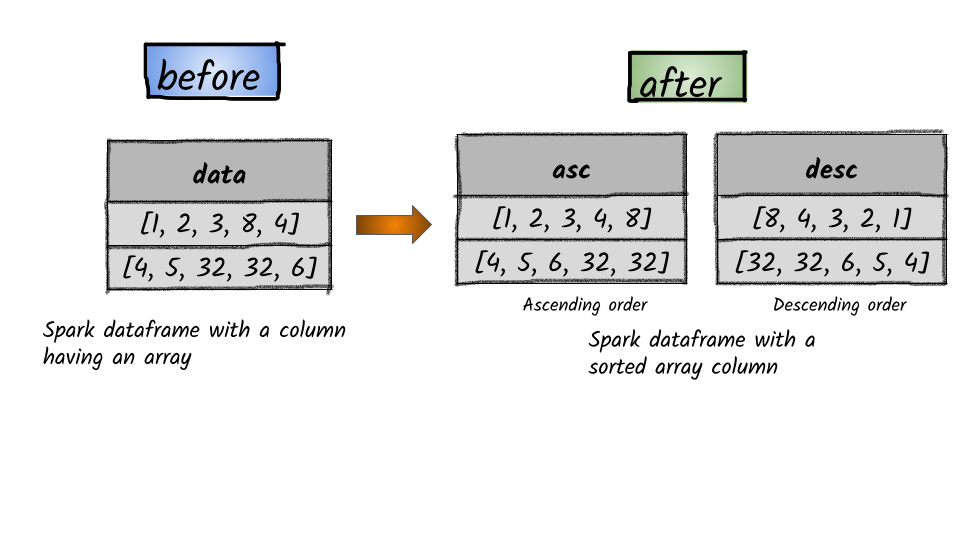 before
after
data
[1, 2, 3, 8, 4]
[4, 5, 32, 32, 6]
Spark dataframe with a column
having an array
asc
[1, 2, 3, 4, 8]
[4, 5, 6, 32, 32]
Ascending order
desc
[8, 4, 3, 2, 1]
[32, 32, 6, 5, 4]
Descending order
Spark dataframe with a
sorted array column